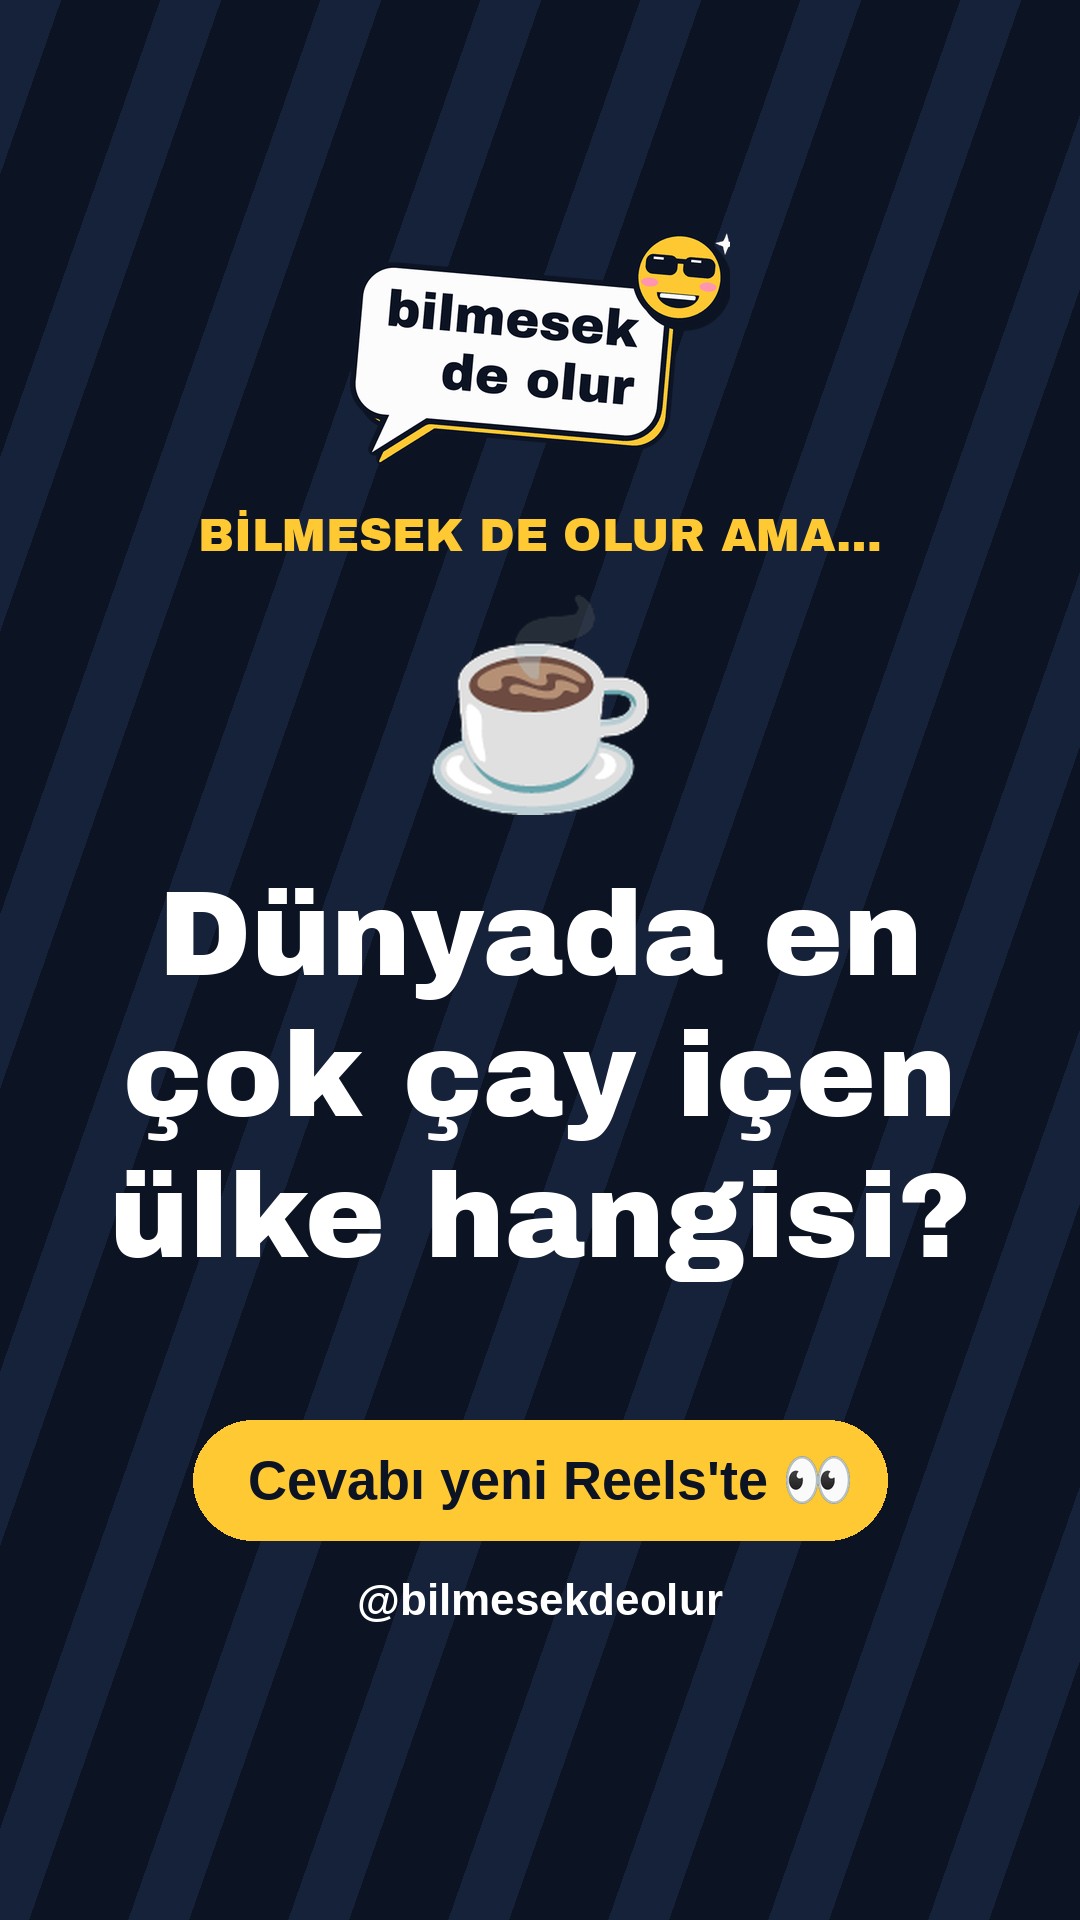 bilmesek
de olur
BİLMESEK DE OLUR AMA...
Dünyada en
çok çay içen
ülke hangisi?
Cevabı yeni Reels'te 👀
@bilmesekdeolur